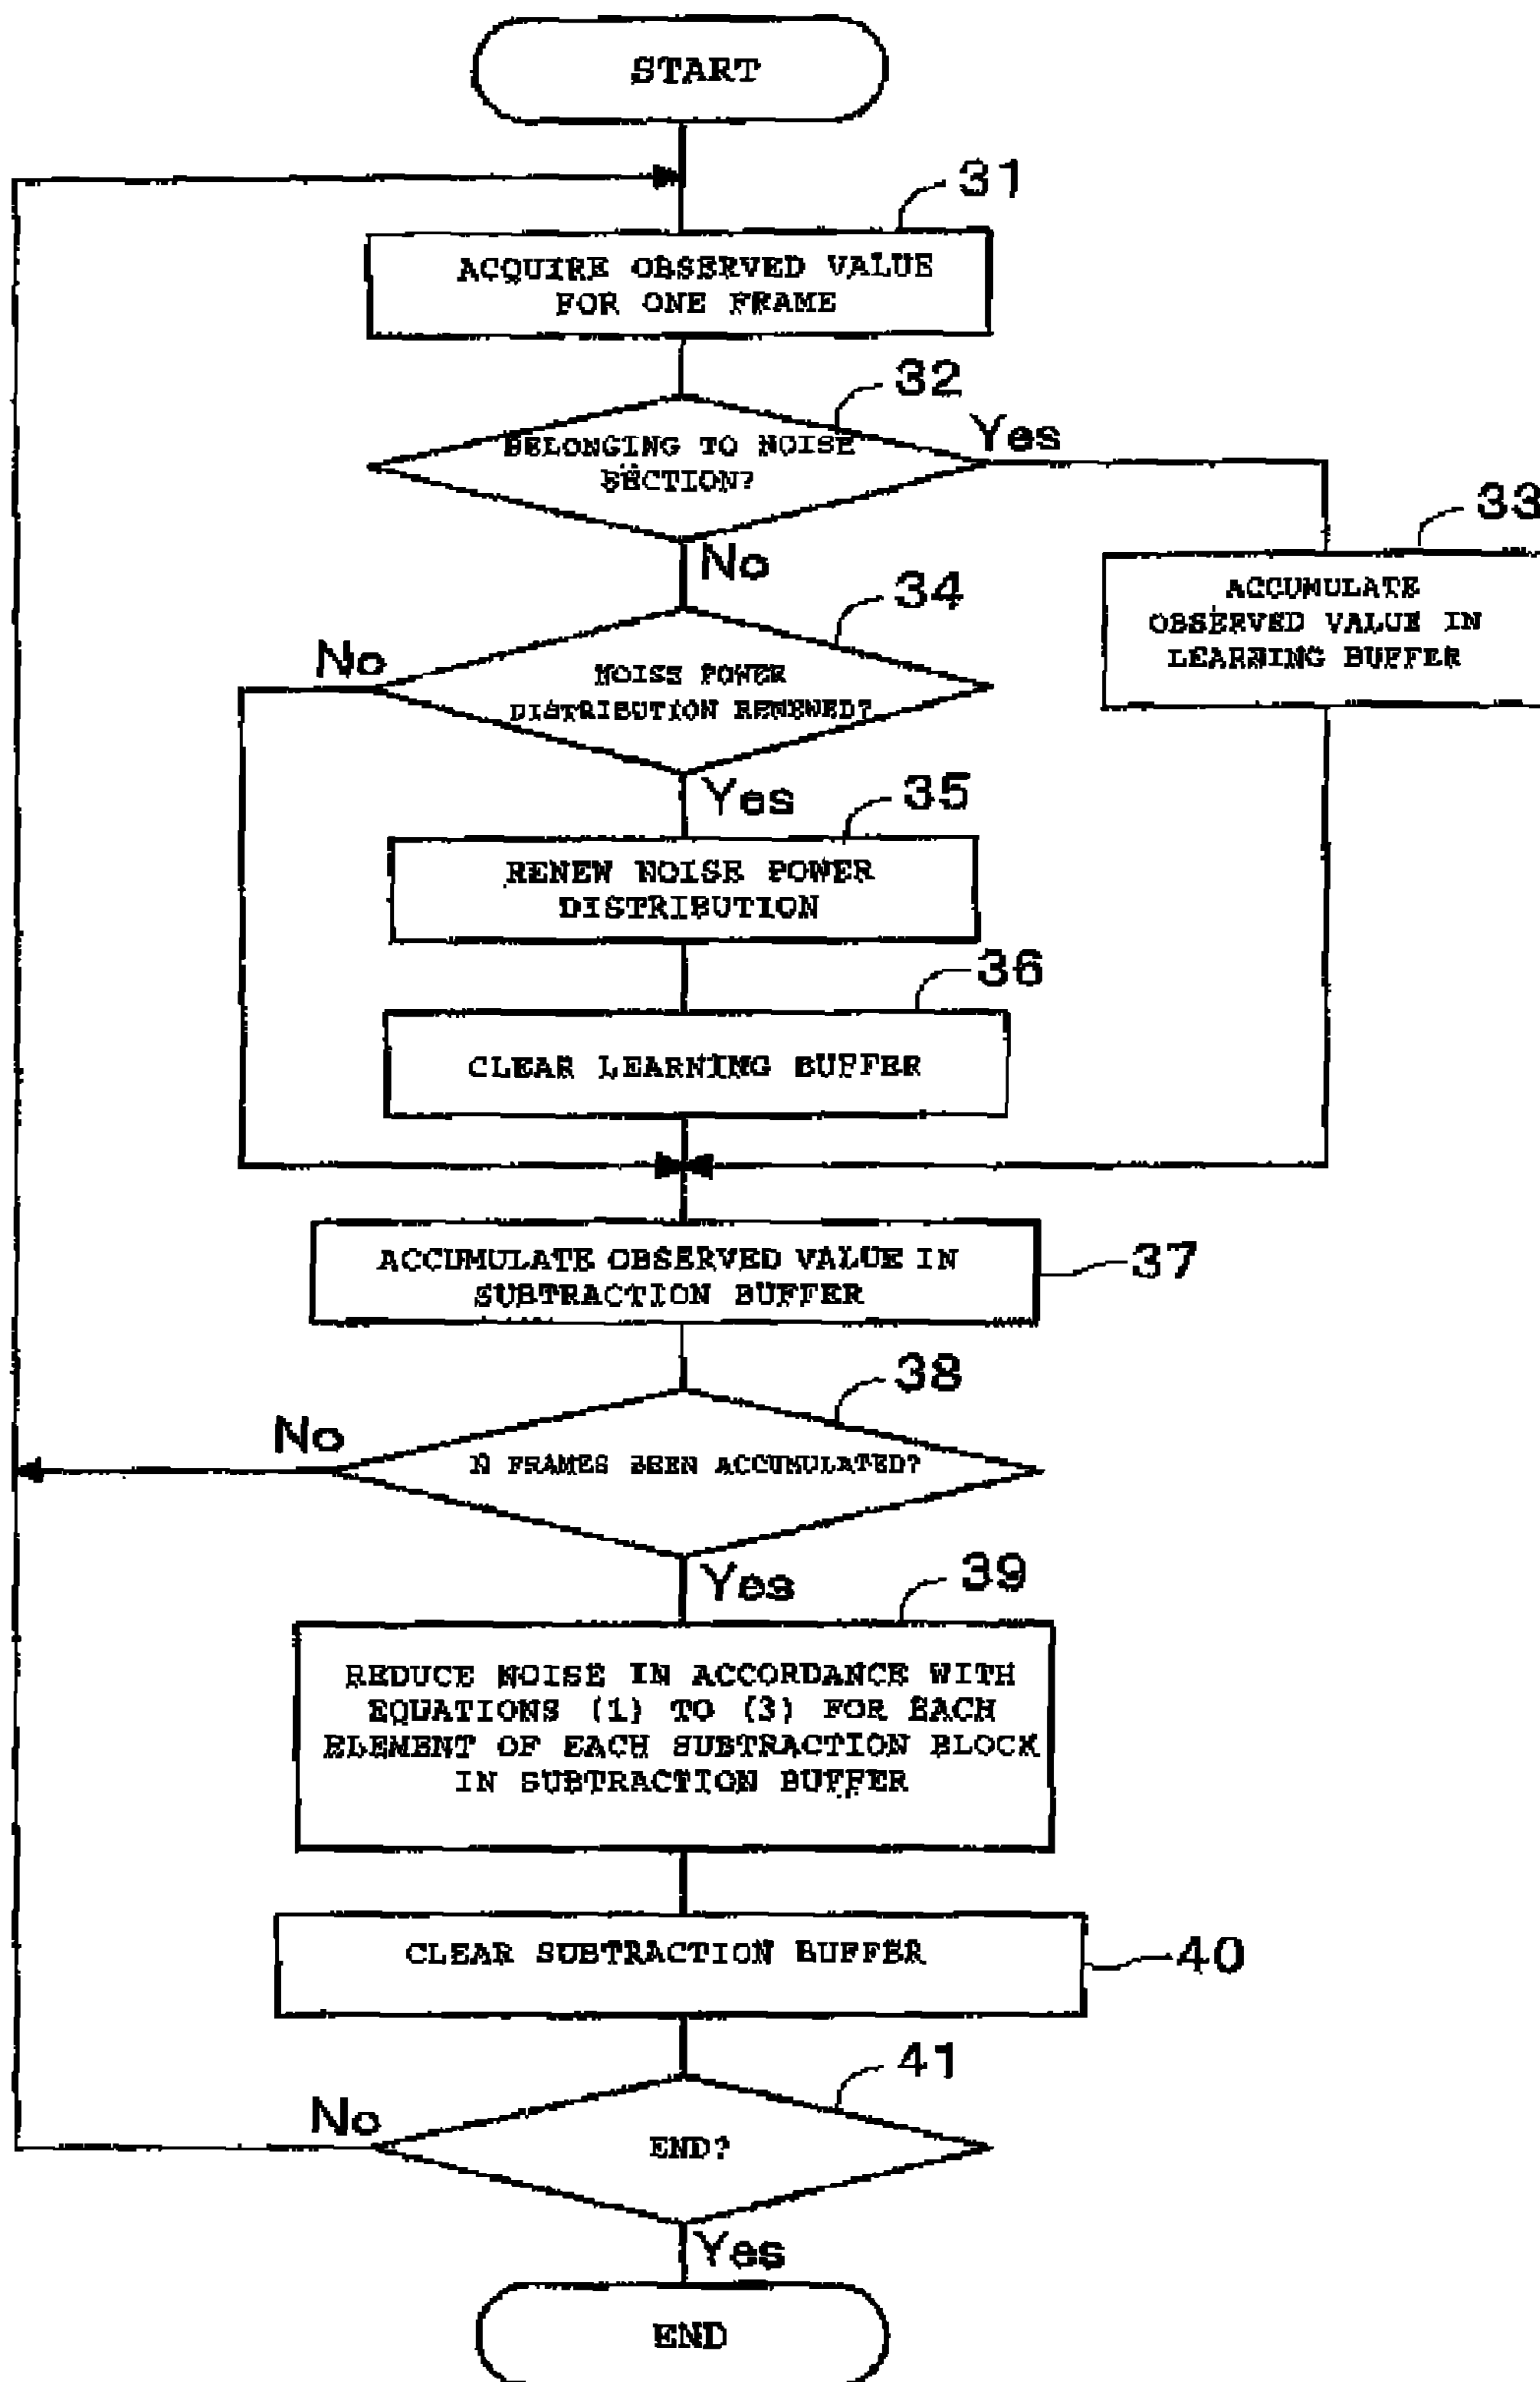 START
31
ACQUIRE OBSERVED VALUE
FOR ONE FRAME
32
BELONGING TO NOISE
SECTION?
Yes
33
ACCUMULATE
OBSERVED VALUE IN
LEARNING BUFFER
No
34
No
NOISE POWER
DISTRIBUTION RENEWED?
Yes
35
RENEW NOISE POWER
DISTRIBUTION
36
CLEAR LEARNING BUFFER
ACCUMULATE OBSERVED VALUE IN
SUBTRACTION BUFFER
37
38
No
N FRAMES BEEN ACCUMULATED?
Yes
39
REDUCE NOISE IN ACCORDANCE WITH
EQUATIONS (1) TO (3) FOR EACH
ELEMENT OF EACH SUBTRACTION BLOCK
IN SUBTRACTION BUFFER
CLEAR SUBTRACTION BUFFER
40
41
No
END?
Yes
END